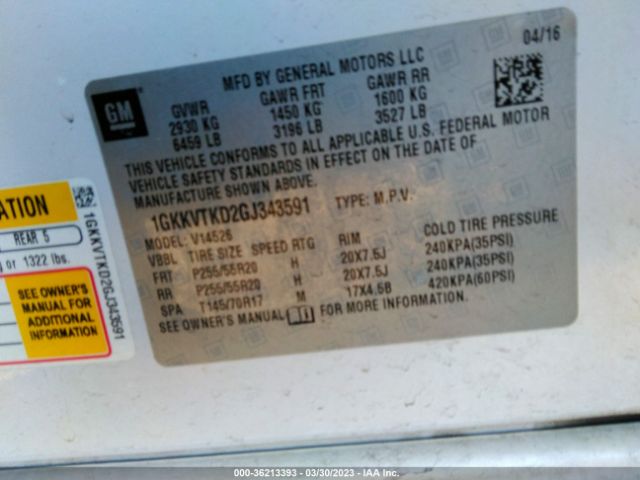 04/16
MFD BY GENERAL MOTORS LLC
GM
GVWR GAWR FRT GAWR RR
2930 KG 1450 KG 1600 KG
6459 LB 3196 LB 3527 LB
THIS VEHICLE CONFORMS TO ALL APPLICABLE U.S. FEDERAL MOTOR
VEHICLE SAFETY STANDARDS IN EFFECT ON THE DATE OF
MANUFACTURE SHOWN ABOVE.
1GKKVTKD2GJ343591 TYPE: M.P.V.
MODEL: V14526
VBBL TIRE SIZE SPEED RTG RIM COLD TIRE PRESSURE
FRT P255/55R20 H 20X7.5J 240KPA(35PSI)
RR P255/55R20 H 20X7.5J 240KPA(35PSI)
SPA T145/70R17 M 17X4.5B 420KPA(60PSI)
SEE OWNER'S MANUAL FOR MORE INFORMATION.
ATION
REAR 5
or 1322 lbs.
SEE OWNER'S
MANUAL FOR
ADDITIONAL
INFORMATION
1GKKVTKD2GJ343591
000-36213393 - 03/30/2023 - IAA Inc.